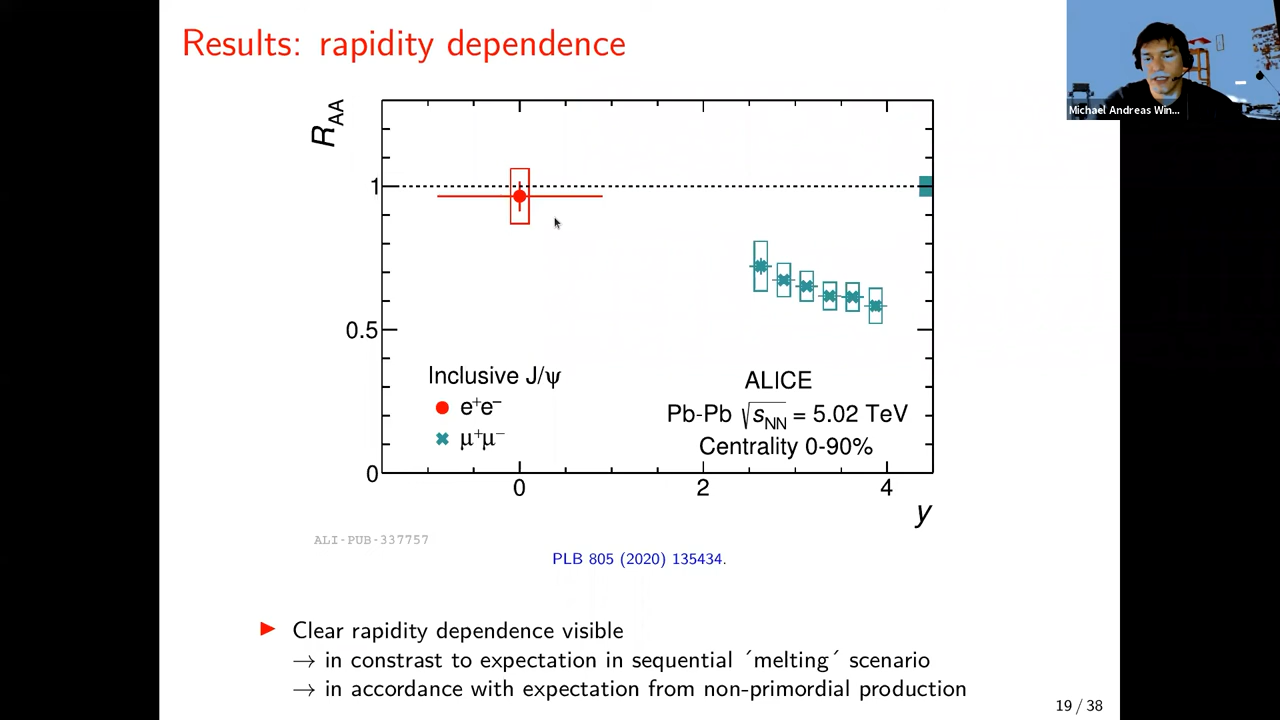 Results: rapidity dependence
Michael Andreas Win...
R_AA
1
0.5
0
Inclusive J/ψ
e⁺e⁻
μ⁺μ⁻
ALICE
Pb-Pb √s_NN = 5.02 TeV
Centrality 0-90%
0 2 4
y
ALI-PUB-337757
PLB 805 (2020) 135434.
Clear rapidity dependence visible
→ in constrast to expectation in sequential ´melting´ scenario
→ in accordance with expectation from non-primordial production
19 / 38